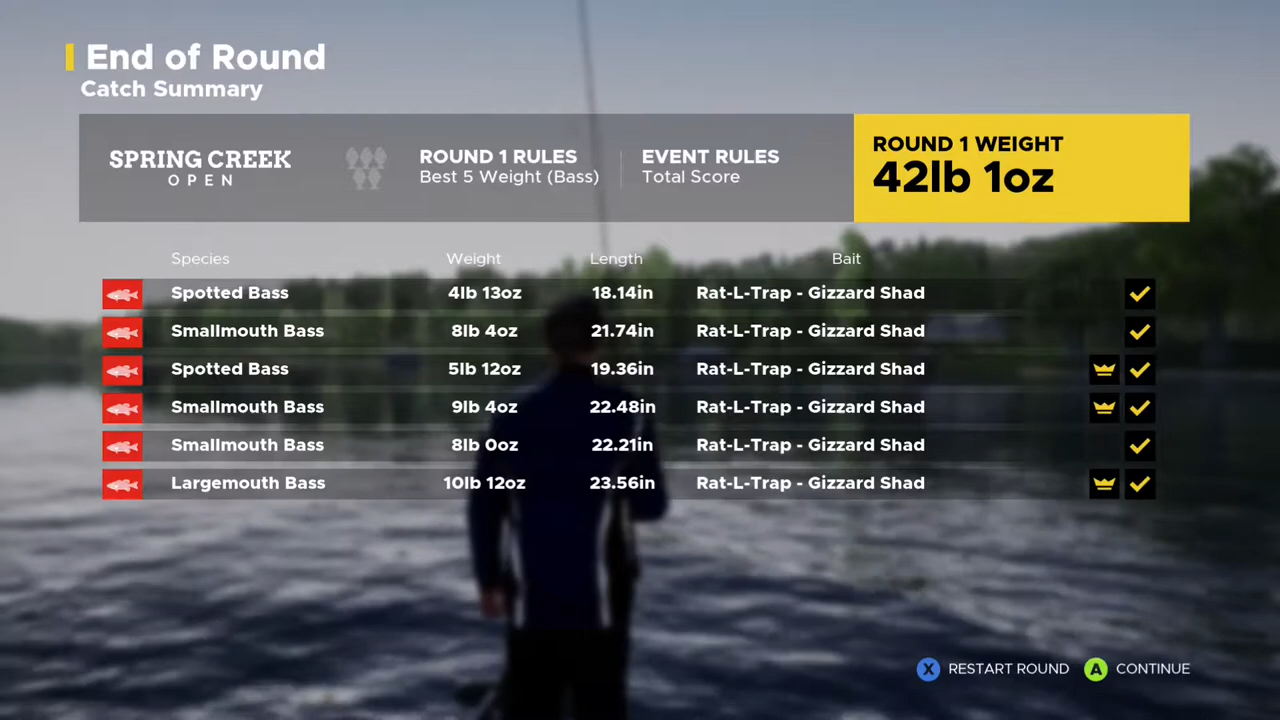 End of Round
Catch Summary
SPRING CREEK
OPEN
ROUND 1 RULES
Best 5 Weight (Bass)
EVENT RULES
Total Score
ROUND 1 WEIGHT
42lb 1oz
Species Weight Length Bait
Spotted Bass 4lb 13oz 18.14in Rat-L-Trap - Gizzard Shad
Smallmouth Bass 8lb 4oz 21.74in Rat-L-Trap - Gizzard Shad
Spotted Bass 5lb 12oz 19.36in Rat-L-Trap - Gizzard Shad
Smallmouth Bass 9lb 4oz 22.48in Rat-L-Trap - Gizzard Shad
Smallmouth Bass 8lb 0oz 22.21in Rat-L-Trap - Gizzard Shad
Largemouth Bass 10lb 12oz 23.56in Rat-L-Trap - Gizzard Shad
X RESTART ROUND A CONTINUE